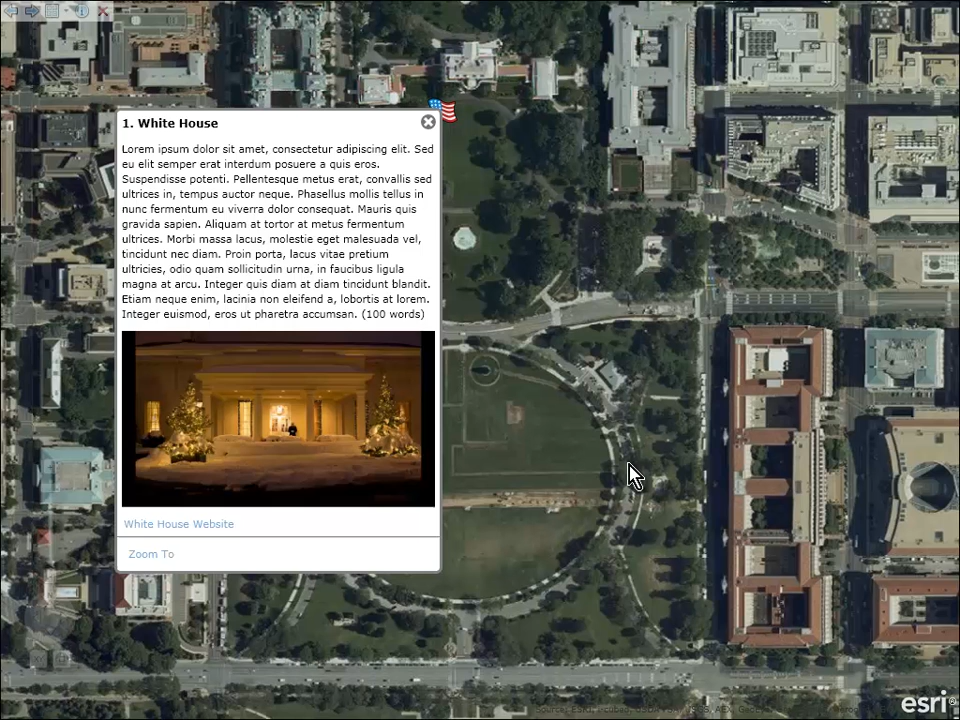 1. White House
Lorem ipsum dolor sit amet, consectetur adipiscing elit. Sed
eu elit semper erat interdum posuere a quis eros.
Suspendisse potenti. Pellentesque metus erat, convallis sed
ultrices in, tempus auctor neque. Phasellus mollis tellus in
nunc fermentum eu viverra dolor consequat. Mauris quis
gravida sapien. Aliquam at tortor at metus fermentum
ultrices. Morbi massa lacus, molestie eget malesuada vel,
tincidunt nec diam. Proin porta, lacus vitae pretium
ultricies, odio quam sollicitudin urna, in faucibus ligula
magna at arcu. Integer quis diam at diam tincidunt blandit.
Etiam neque enim, lacinia non eleifend a, lobortis at lorem.
Integer euismod, eros ut pharetra accumsan. (100 words)
White House Website
Zoom To
esri®